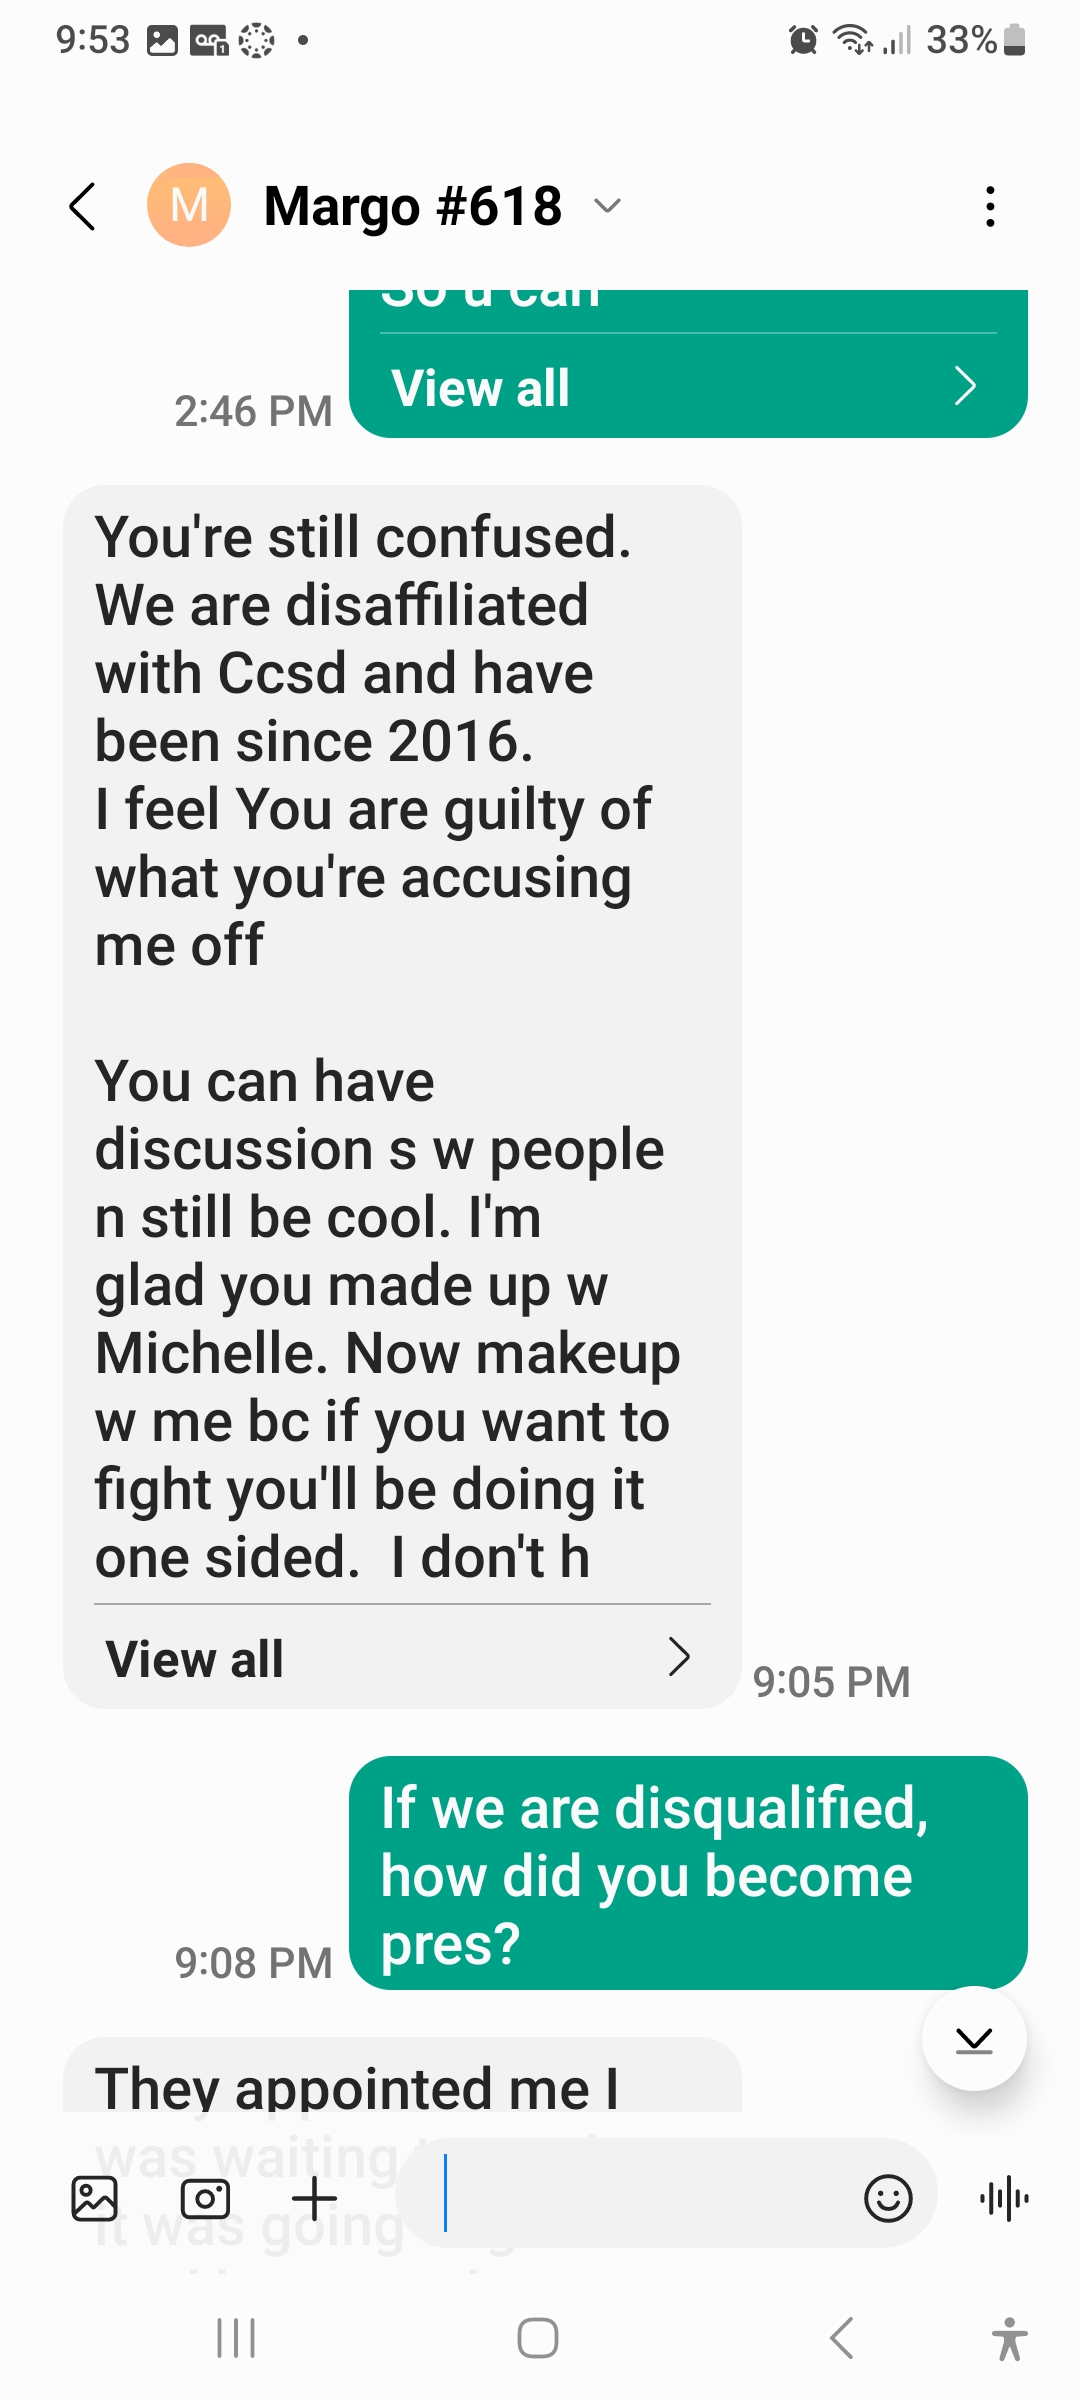 9:53
33%
M
Margo #618
So u can
View all
2:46 PM
You're still confused.
We are disaffiliated
with Ccsd and have
been since 2016.
I feel You are guilty of
what you're accusing
me off
You can have
discussion s w people
n still be cool. I'm
glad you made up w
Michelle. Now makeup
w me bc if you want to
fight you'll be doing it
one sided.  I don't h
View all
9:05 PM
If we are disqualified,
how did you become
pres?
9:08 PM
They appointed me I
was waiting
it was going